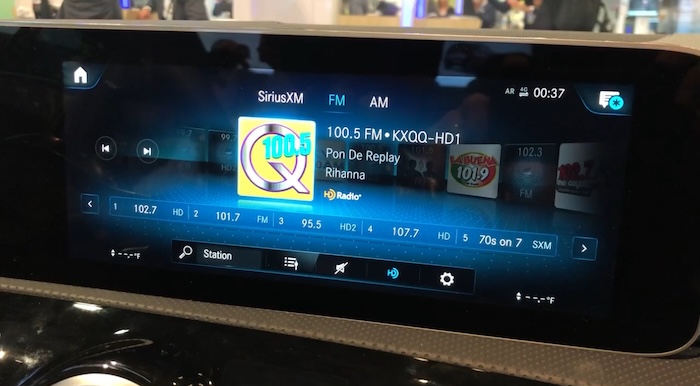 SiriusXM FM AM
AR 4G 00:37
100.5 FM•KXQQ-HD1
Pon De Replay
Rihanna
HD Radio
Q 100.5
LA BUENA 101.9
102.3 FM
1 102.7 HD 2 101.7 FM 3 95.5 HD2 4 107.7 HD 5 70s on 7 SXM
Station
HD
--,-°F
--,-°F